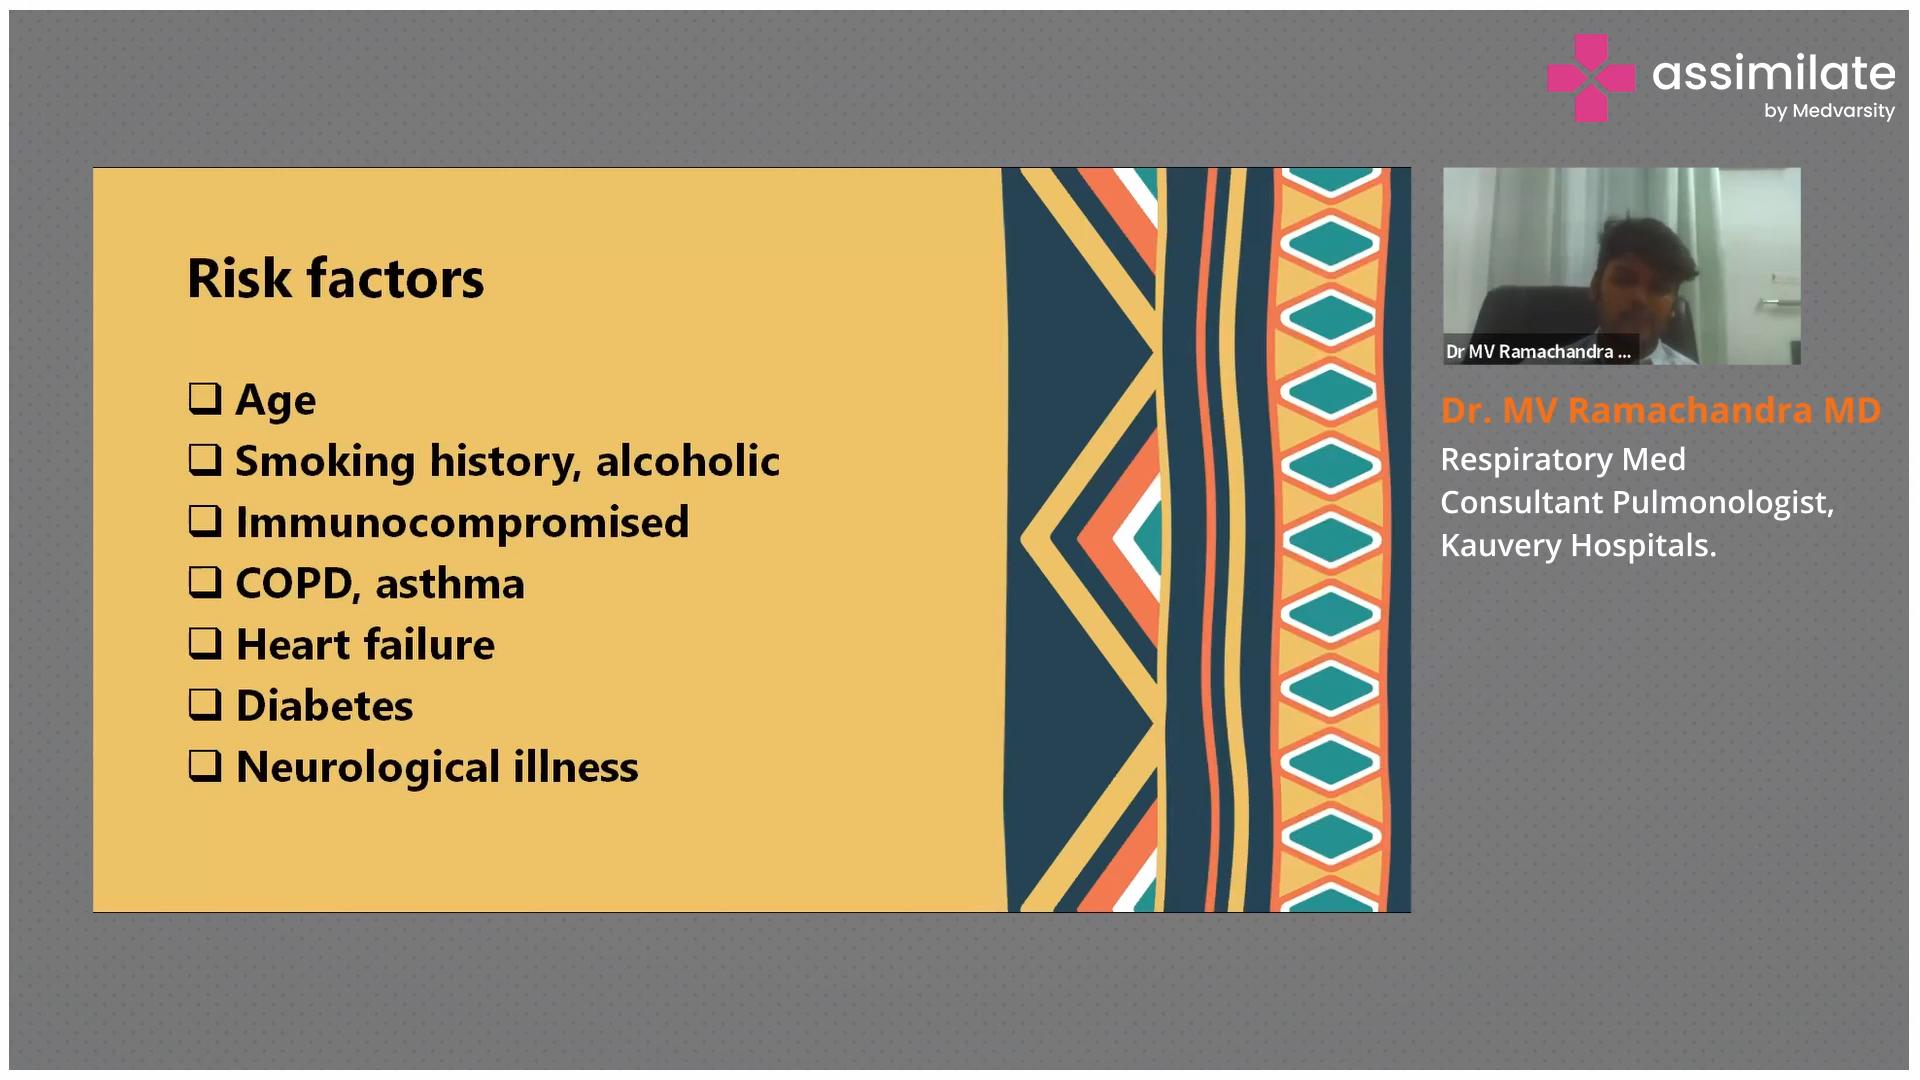 assimilate
by Medvarsity
Risk factors
❑ Age
❑ Smoking history, alcoholic
❑ Immunocompromised
❑ COPD, asthma
❑ Heart failure
❑ Diabetes
❑ Neurological illness
Dr MV Ramachandra ...
Dr. MV Ramachandra MD
Respiratory Med
Consultant Pulmonologist,
Kauvery Hospitals.